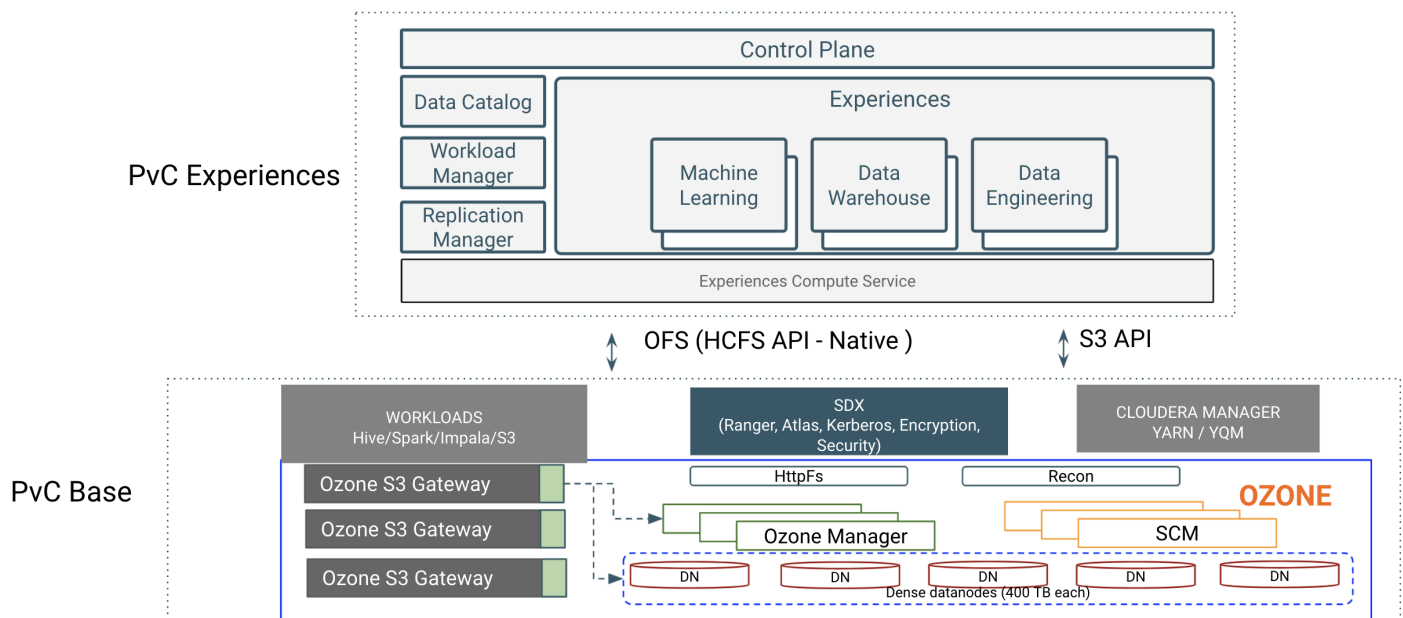 Control Plane
Data Catalog
Experiences
Workload
Manager
Machine
Learning
Data
Warehouse
Data
Engineering
PvC Experiences
Replication
Manager
Experiences Compute Service
OFS (HCFS API - Native )
S3 API
WORKLOADS
Hive/Spark/Impala/S3
SDX
(Ranger, Atlas, Kerberos, Encryption,
Security)
CLOUDERA MANAGER
YARN / YQM
PvC Base
Ozone S3 Gateway
HttpFs
Recon
OZONE
Ozone S3 Gateway
Ozone Manager
SCM
Ozone S3 Gateway
DN
DN
DN
DN
DN
Dense datanodes (400 TB each)